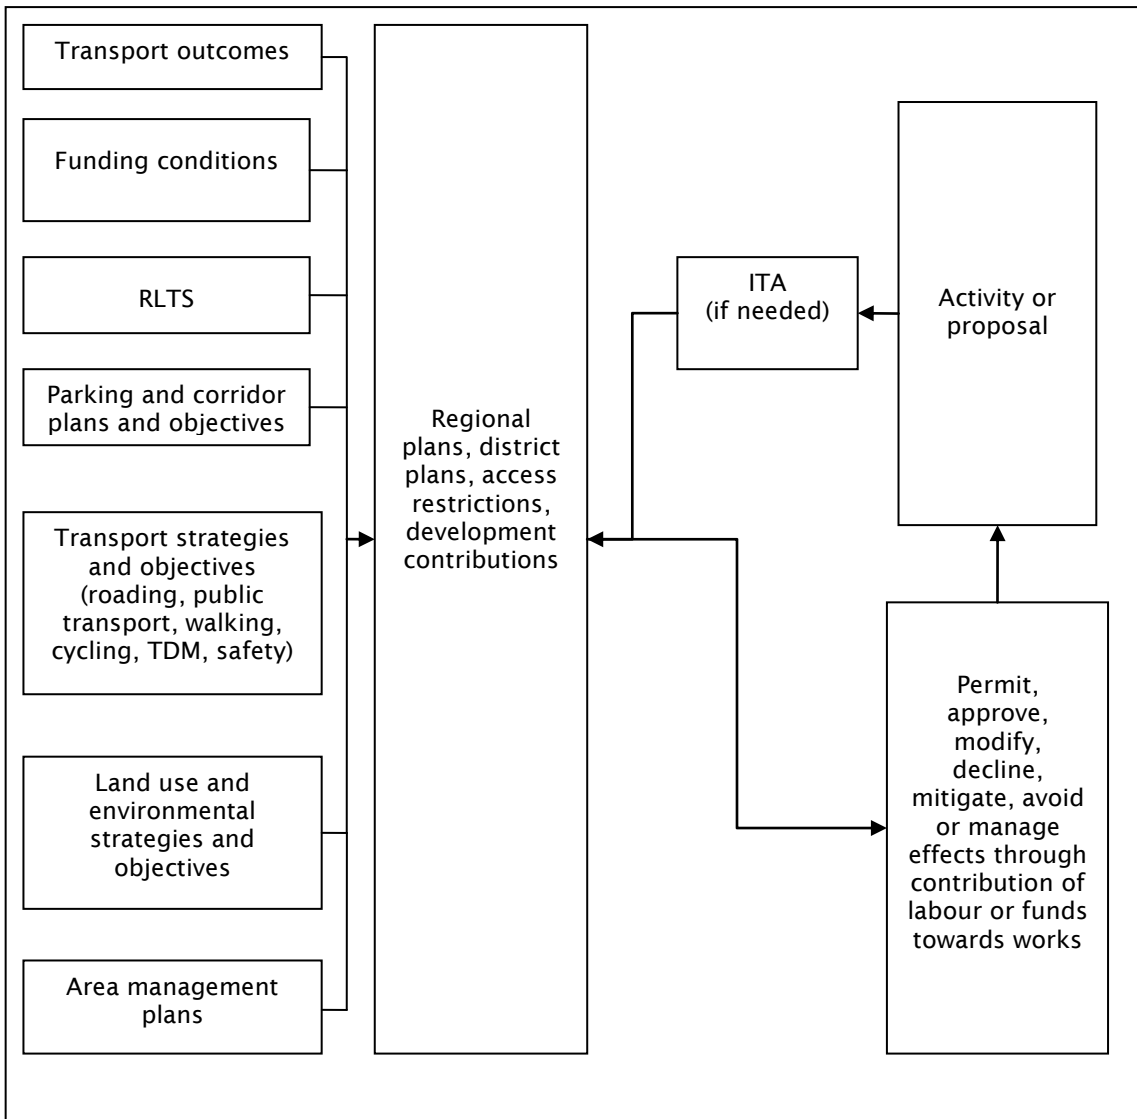 Transport outcomes
Funding conditions
RLTS
Parking and corridor
plans and objectives
Transport strategies
and objectives
(roading, public
transport, walking,
cycling, TDM, safety)
Land use and
environmental
strategies and
objectives
Area management
plans
Regional
plans, district
plans, access
restrictions,
development
contributions
ITA
(if needed)
Activity or
proposal
Permit,
approve,
modify,
decline,
mitigate, avoid
or manage
effects through
contribution of
labour or funds
towards works